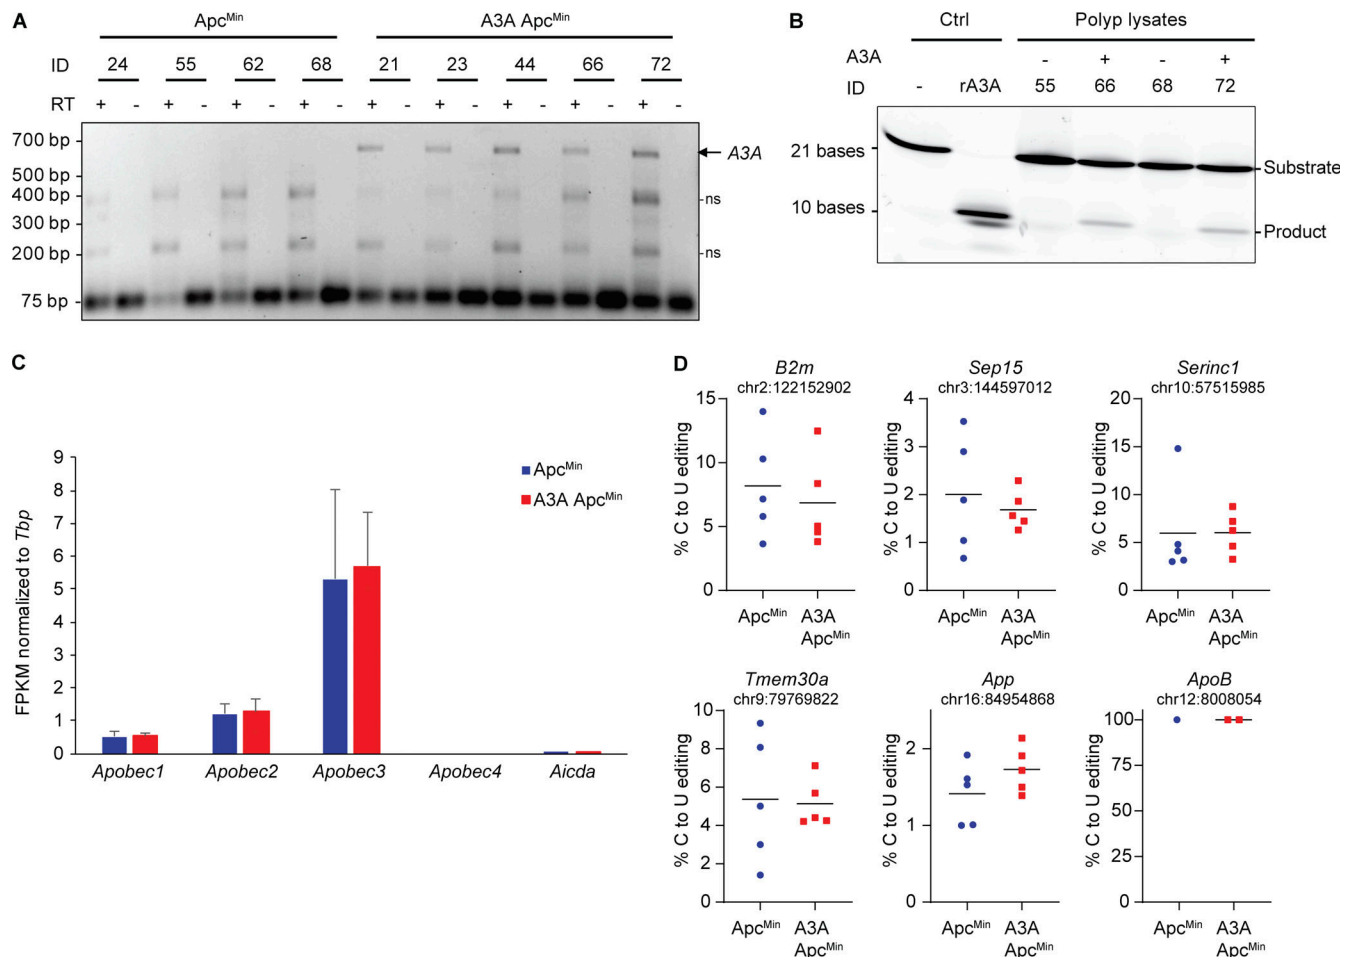 A
Apc^Min A3A Apc^Min
ID 24 55 62 68 21 23 44 66 72
RT + - + - + - + - + - + - + - + - + -
700 bp
500 bp
400 bp
300 bp
200 bp
75 bp
A3A
ns
ns
B
Ctrl Polyp lysates
A3A - + - +
ID - rA3A 55 66 68 72
21 bases
10 bases
Substrate
Product
C
FPKM normalized to Tbp
9
8
7
6
5
4
3
2
1
0
Apc^Min
A3A Apc^Min
Apobec1 Apobec2 Apobec3 Apobec4 Aicda
D
B2m
chr2:122152902
% C to U editing
15
10
5
0
Apc^Min A3A
Apc^Min
Sep15
chr3:144597012
% C to U editing
4
3
2
1
0
Apc^Min A3A
Apc^Min
Serinc1
chr10:57515985
% C to U editing
20
15
10
5
0
Apc^Min A3A
Apc^Min
Tmem30a
chr9:79769822
% C to U editing
10
8
6
4
2
0
Apc^Min A3A
Apc^Min
App
chr16:84954868
% C to U editing
2
1
0
Apc^Min A3A
Apc^Min
ApoB
chr12:8008054
% C to U editing
100
75
50
25
0
Apc^Min A3A
Apc^Min